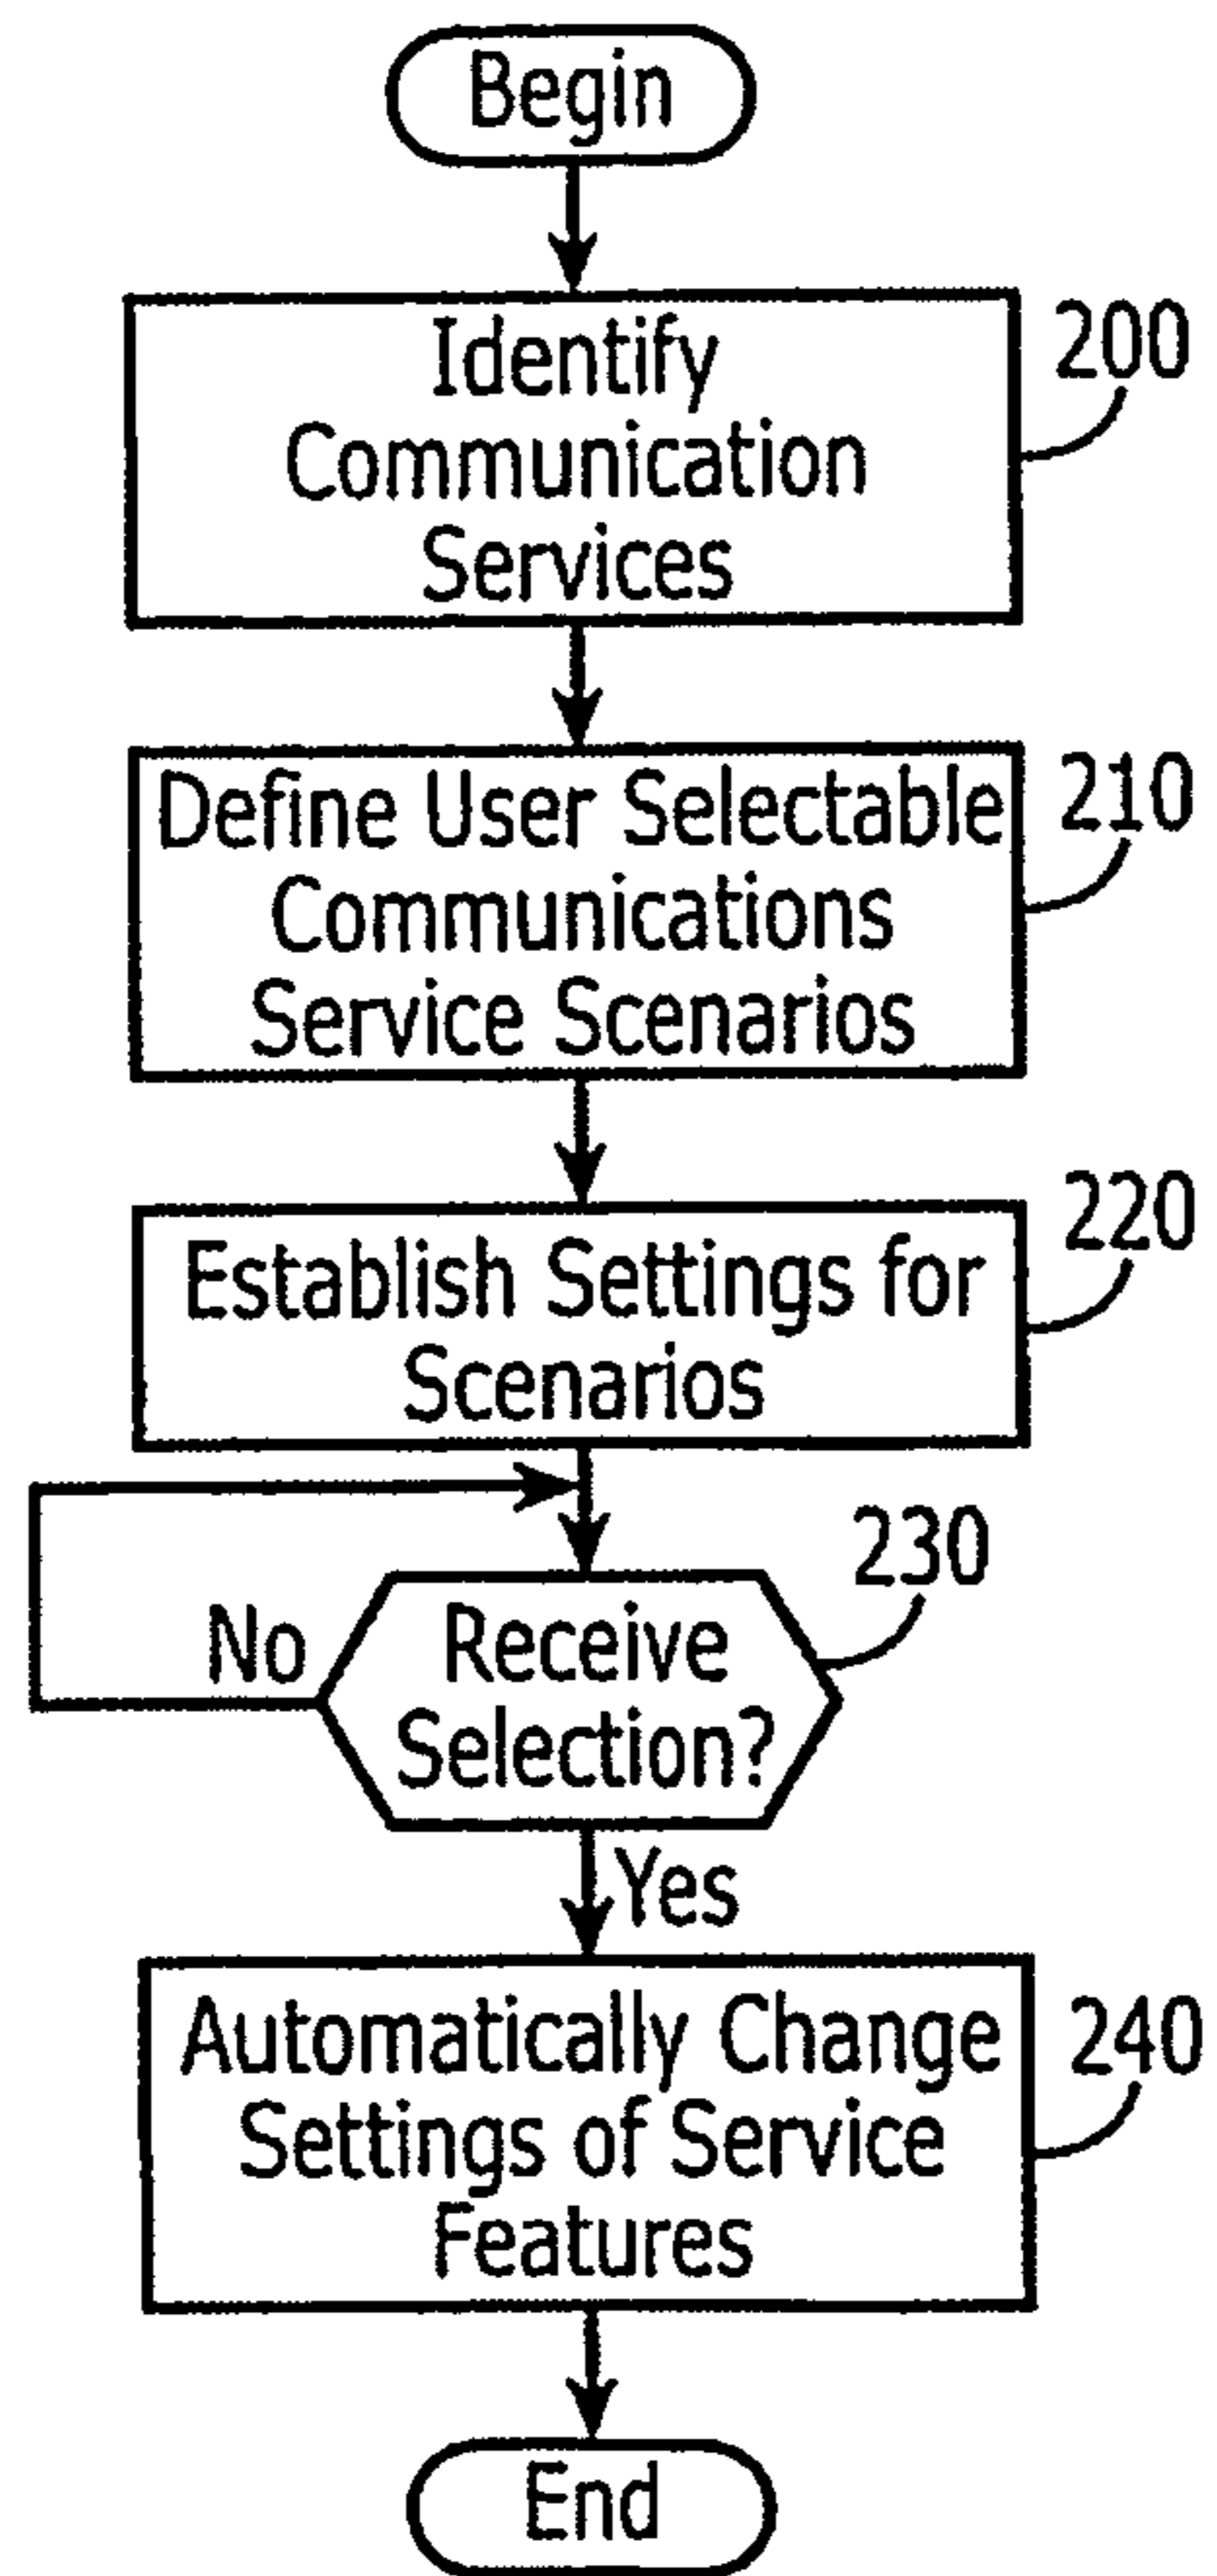 Begin
Identify
Communication
Services
200
Define User Selectable
Communications
Service Scenarios
210
Establish Settings for
Scenarios
220
Receive
Selection?
230
No
Yes
Automatically Change
Settings of Service
Features
240
End